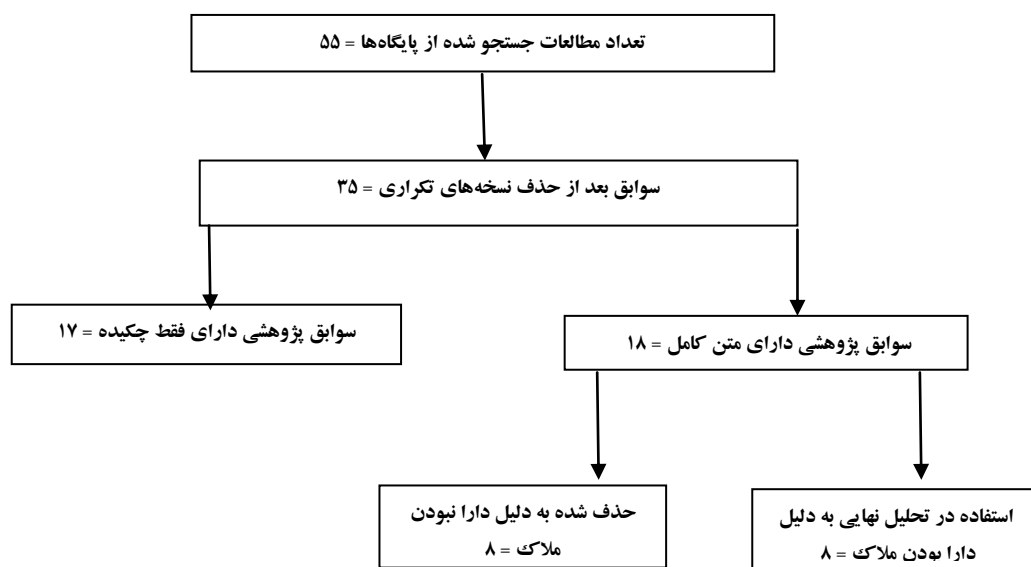 تعداد مطالعات جستجو شده از پایگاه‌ها = ۵۵
سوابق بعد از حذف نسخه‌های تکراری = ۳۵
سوابق پژوهشی دارای متن کامل = ۱۸
سوابق پژوهشی دارای فقط چکیده = ۱۷
استفاده در تحلیل نهایی به دلیل
دارا بودن ملاک = ۸
حذف شده به دلیل دارا نبودن
ملاک = ۸